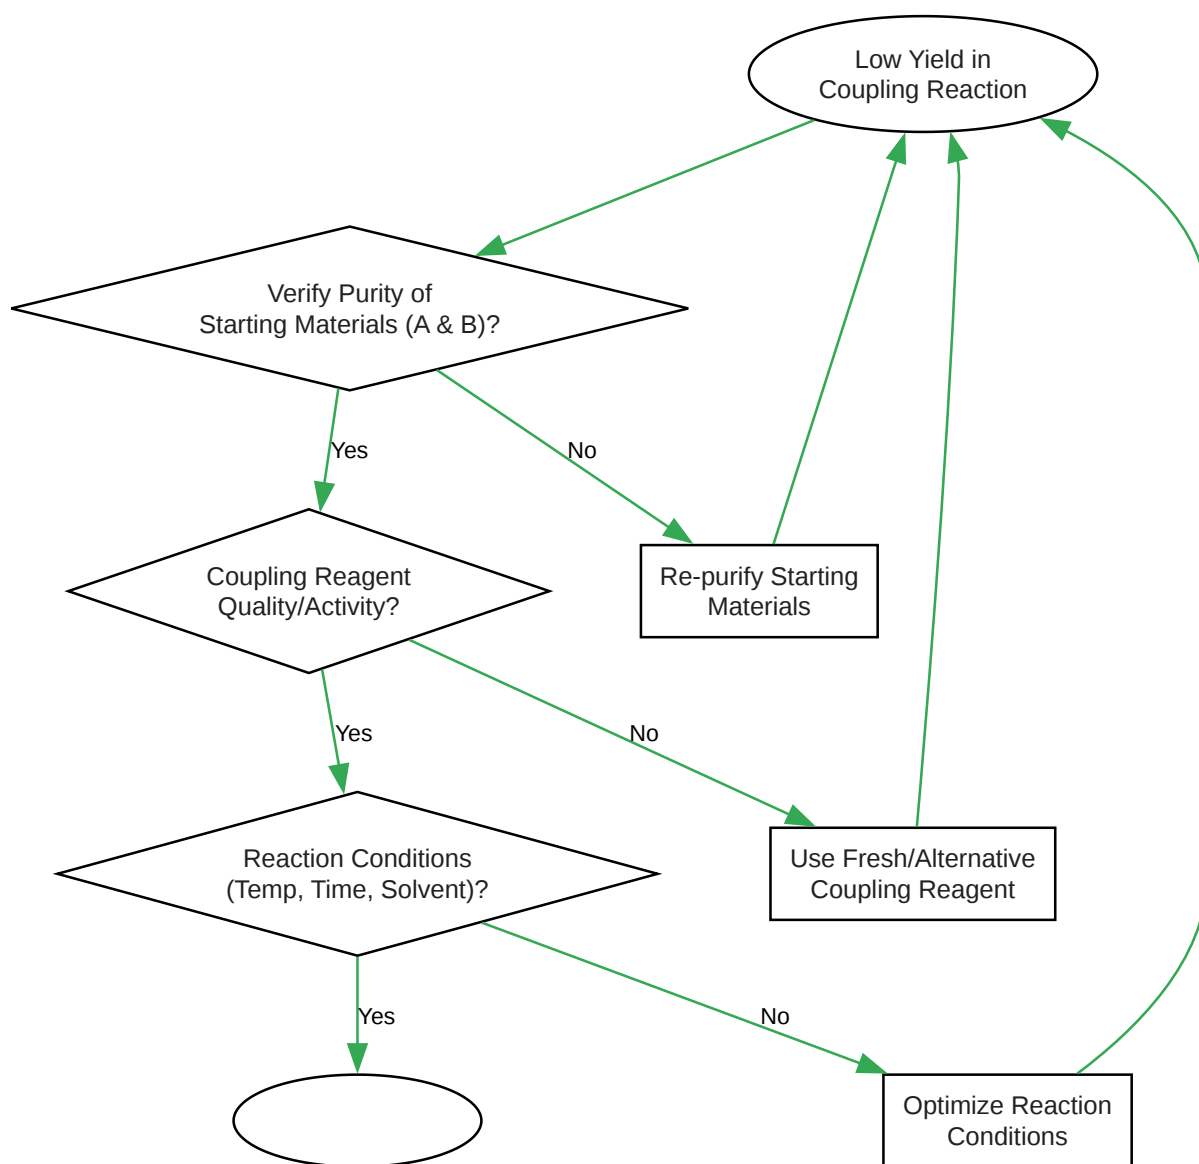 Low Yield in
Coupling Reaction
Verify Purity of
Starting Materials (A & B)?
Yes
No
Coupling Reagent
Quality/Activity?
Re-purify Starting
Materials
Yes
No
Reaction Conditions
(Temp, Time, Solvent)?
Use Fresh/Alternative
Coupling Reagent
Yes
No
Optimize Reaction
Conditions